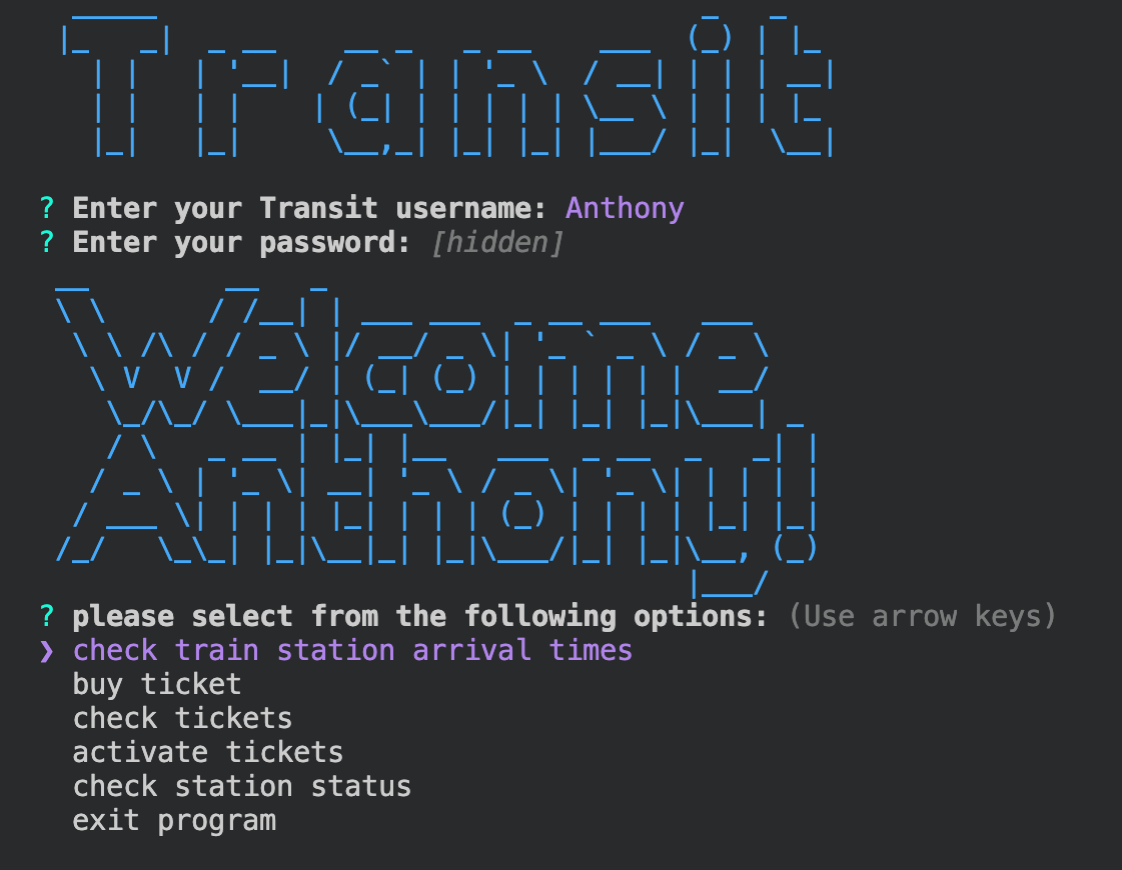 Transit
? Enter your Transit username: Anthony
? Enter your password: [hidden]
Welcome
Anthony!
? please select from the following options: (Use arrow keys)
❯ check train station arrival times
buy ticket
check tickets
activate tickets
check station status
exit program